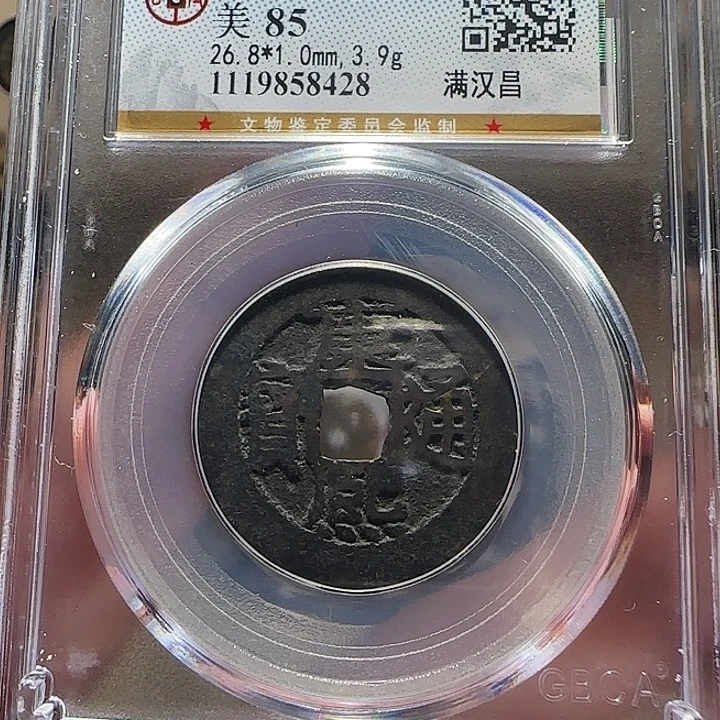 美 85
26.8*1.0mm,3.9g
1119858428 满汉昌
文物鉴定委员会监制
康熙通寶
GBCA